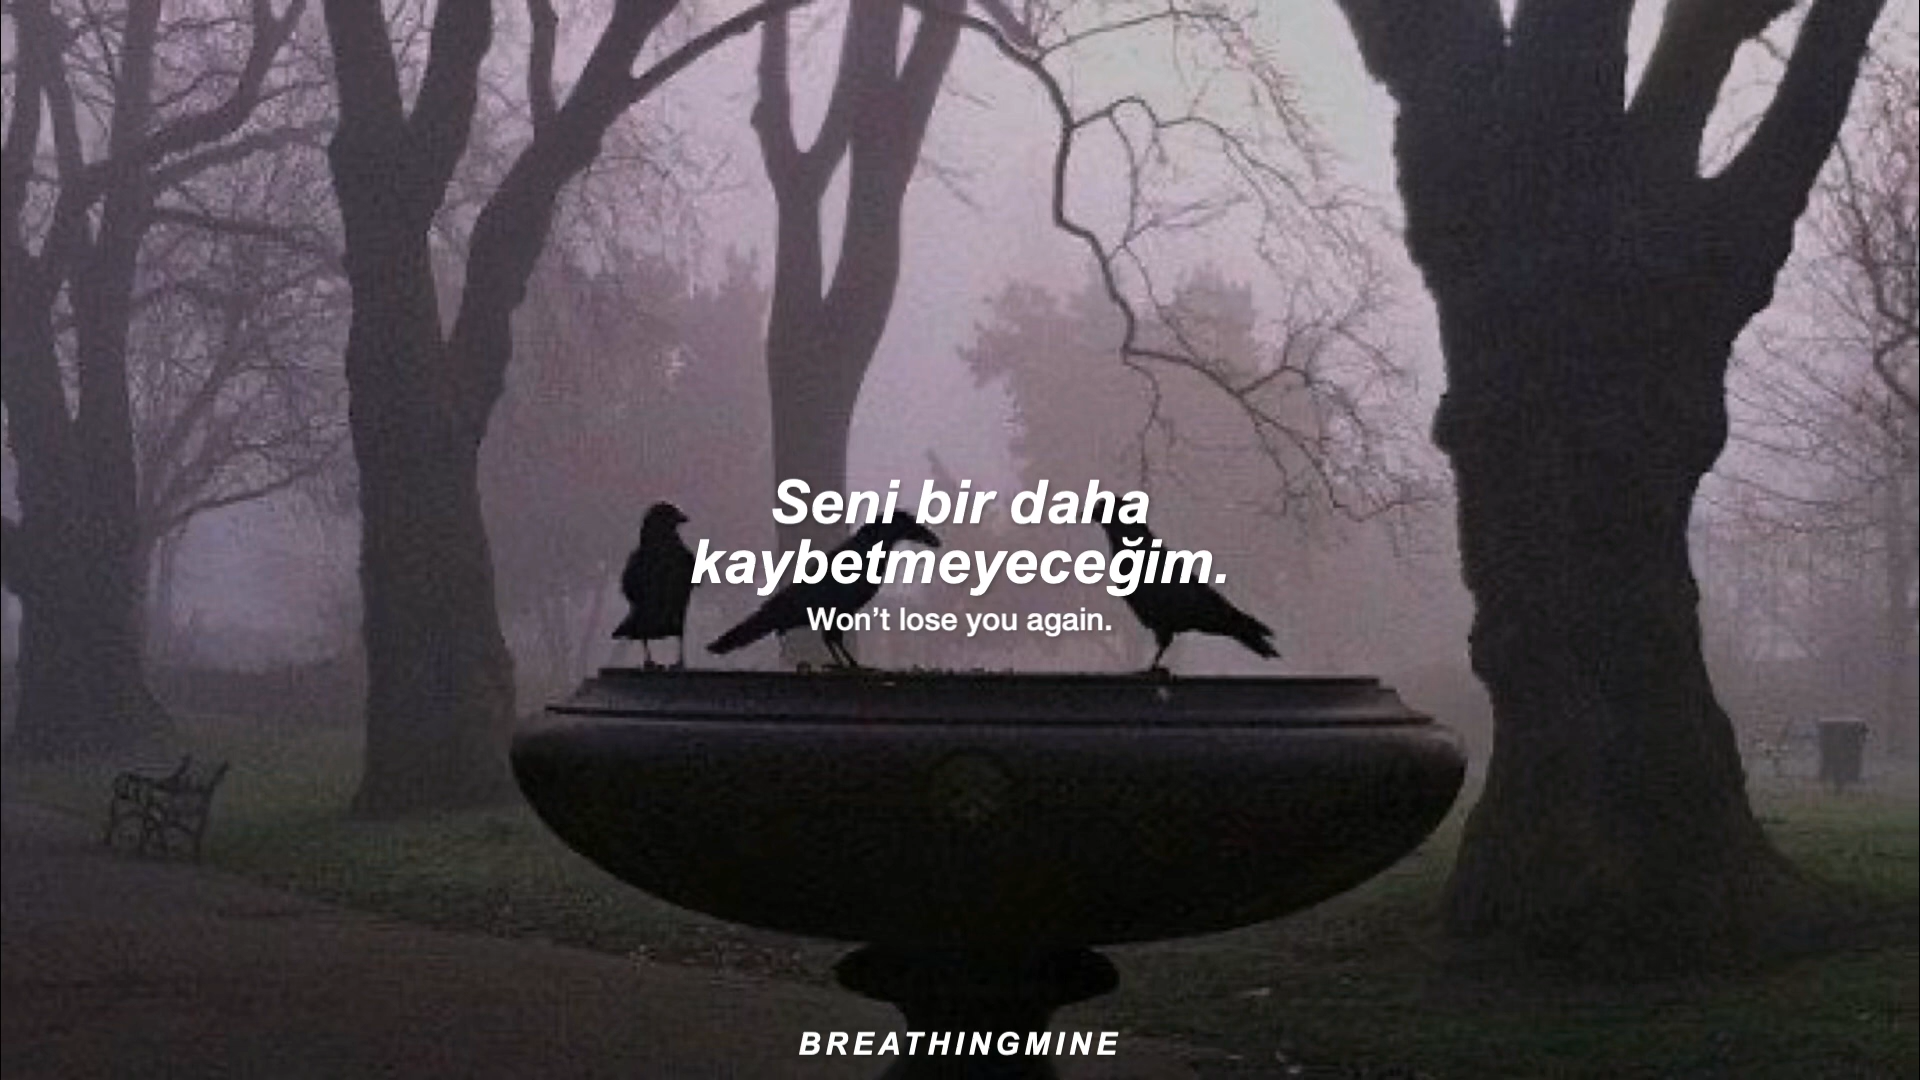 Seni bir daha
kaybetmeyeceğim.
Won’t lose you again.
BREATHINGMINE